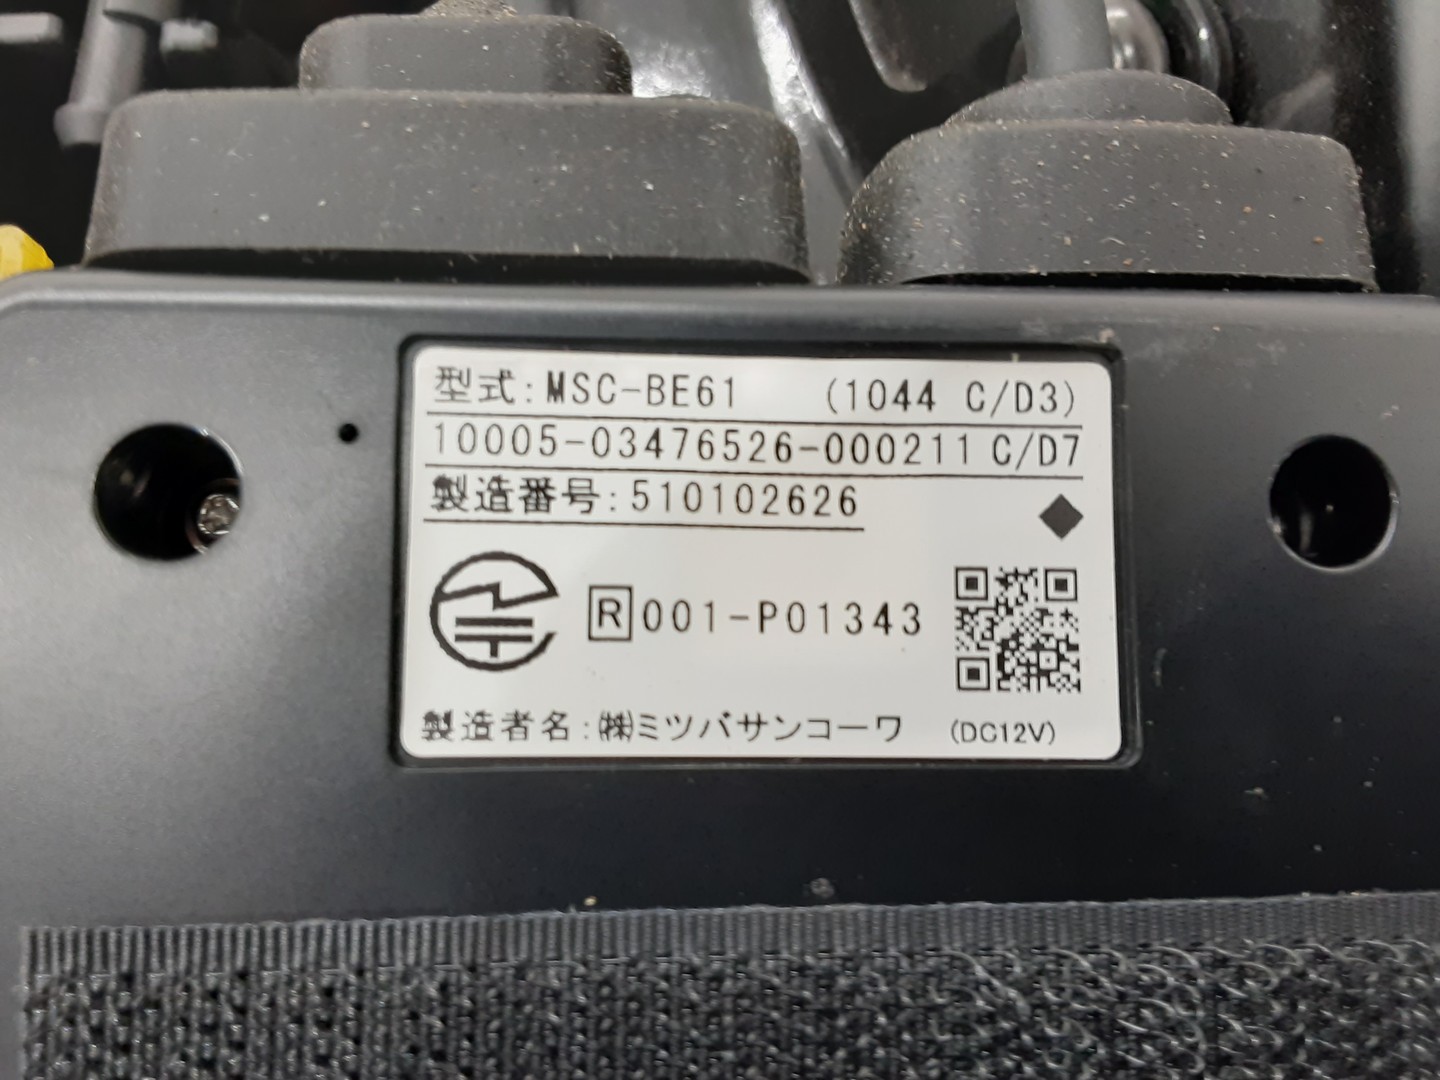 型式:MSC-BE61 (1044 C/D3)
10005-03476526-000211 C/D7
製造番号:510102626
R 001-P01343
製造者名:㈱ミツバサンコーワ (DC12V)